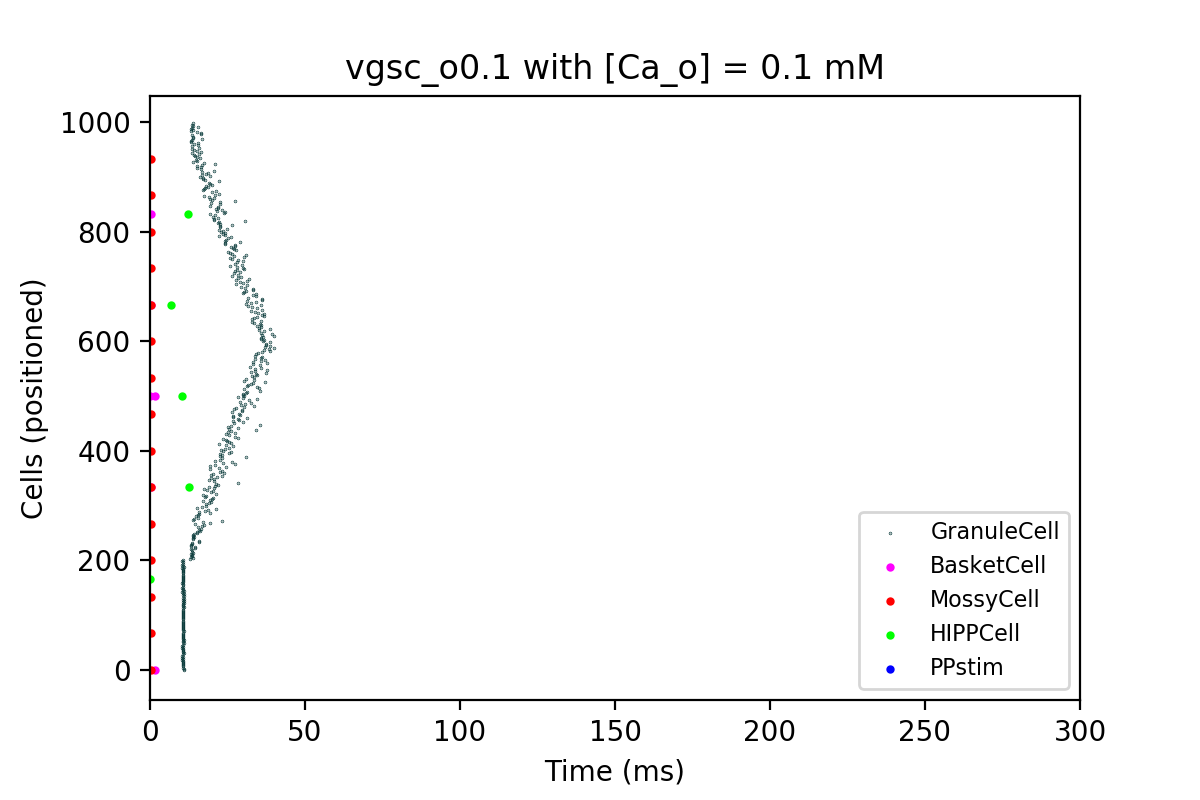 vgsc_o0.1 with [Ca_o] = 0.1 mM
1000
800
600
400
200
0
Cells (positioned)
GranuleCell
BasketCell
MossyCell
HIPPCell
PPstim
0 50 100 150 200 250 300
Time (ms)